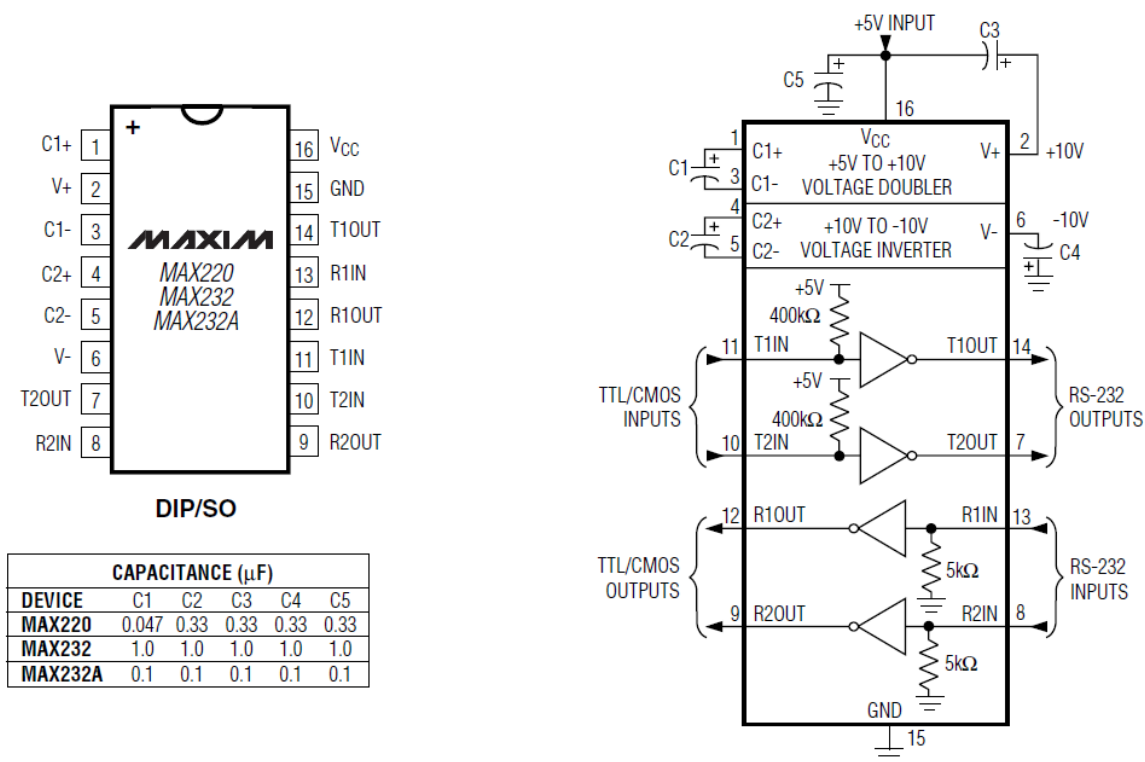 +
C1+ 1
V+ 2
C1- 3
C2+ 4
C2- 5
V- 6
T2OUT 7
R2IN 8
16 VCC
15 GND
14 T1OUT
13 R1IN
12 R1OUT
11 T1IN
10 T2IN
9 R2OUT
MAXIM
MAX220
MAX232
MAX232A
DIP/SO
CAPACITANCE (μF)
DEVICE C1 C2 C3 C4 C5
MAX220 0.047 0.33 0.33 0.33 0.33
MAX232 1.0 1.0 1.0 1.0 1.0
MAX232A 0.1 0.1 0.1 0.1 0.1
+5V INPUT
C3
+
C5
+
16
VCC
+5V TO +10V
VOLTAGE DOUBLER
1
C1+
C1
+
3
C1-
V+
2
+10V
4
C2+
C2
+
5
C2-
+10V TO -10V
VOLTAGE INVERTER
V-
6
-10V
C4
+
+5V
400kΩ
11
T1IN
T1OUT
14
+5V
400kΩ
10
T2IN
T2OUT
7
TTL/CMOS
INPUTS
RS-232
OUTPUTS
12
R1OUT
R1IN
13
5kΩ
9
R2OUT
R2IN
8
5kΩ
TTL/CMOS
OUTPUTS
RS-232
INPUTS
GND
15